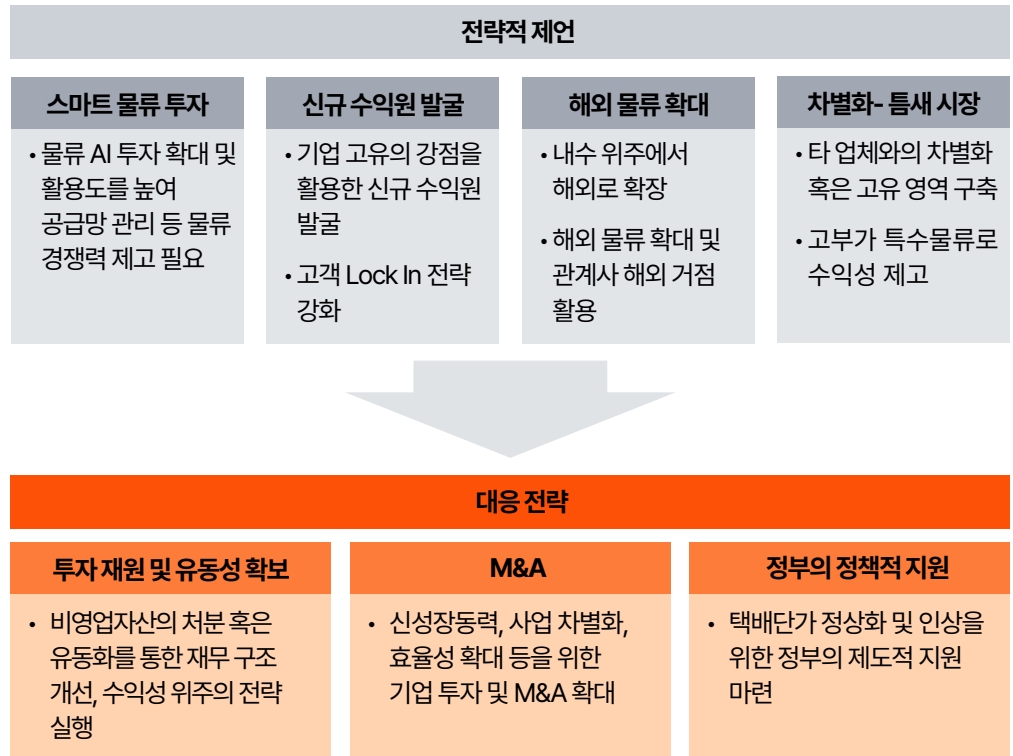 전략적 제언
스마트 물류 투자
• 물류 AI 투자 확대 및
활용도를 높여
공급망 관리 등 물류
경쟁력 제고 필요
신규 수익원 발굴
• 기업 고유의 강점을
활용한 신규 수익원
발굴
• 고객 Lock In 전략
강화
해외 물류 확대
• 내수 위주에서
해외로 확장
• 해외 물류 확대 및
관계사 해외 거점
활용
차별화- 틈새 시장
• 타 업체와의 차별화
혹은 고유 영역 구축
• 고부가 특수물류로
수익성 제고
대응 전략
투자 재원 및 유동성 확보
• 비영업자산의 처분 혹은
유동화를 통한 재무 구조
개선, 수익성 위주의 전략
실행
M&A
• 신성장동력, 사업 차별화,
효율성 확대 등을 위한
기업 투자 및 M&A 확대
정부의 정책적 지원
• 택배단가 정상화 및 인상을
위한 정부의 제도적 지원
마련